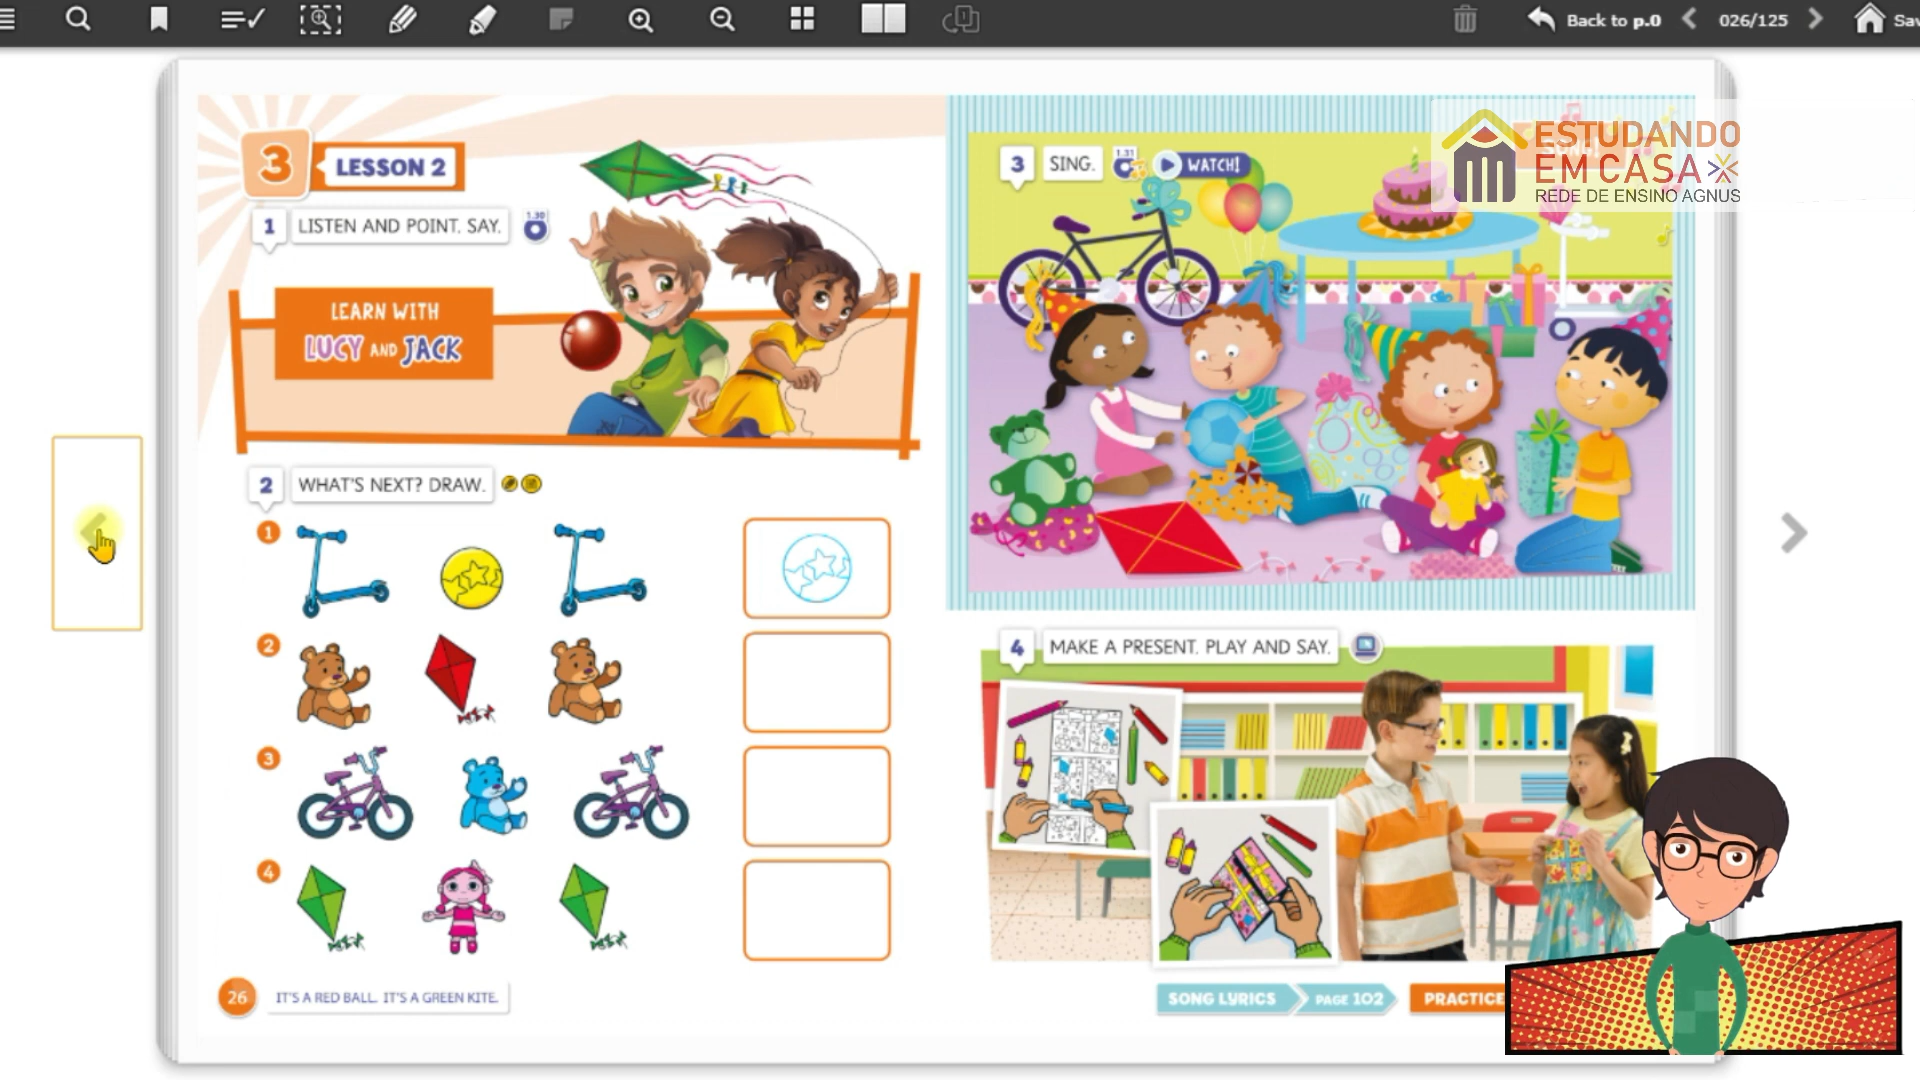 Back to p.0
026/125
3
LESSON 2
1
LISTEN AND POINT. SAY.
1.30
LEARN WITH
LUCY AND JACK
2
WHAT'S NEXT? DRAW.
1
2
3
4
26
IT'S A RED BALL. IT'S A GREEN KITE.
3
SING.
1.31
WATCH!
ESTUDANDO
EM CASA
REDE DE ENSINO AGNUS
4
MAKE A PRESENT. PLAY AND SAY.
SONG LYRICS
PAGE 102
PRACTICE